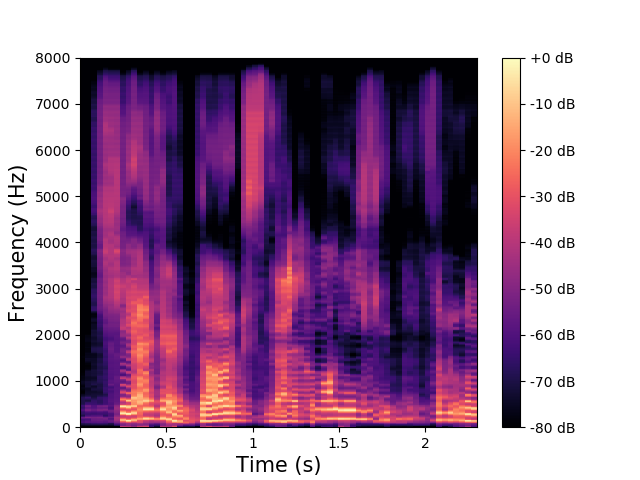 8000
7000
6000
5000
4000
3000
2000
1000
0
Frequency (Hz)
0
0.5
1
1.5
2
Time (s)
+0 dB
-10 dB
-20 dB
-30 dB
-40 dB
-50 dB
-60 dB
-70 dB
-80 dB